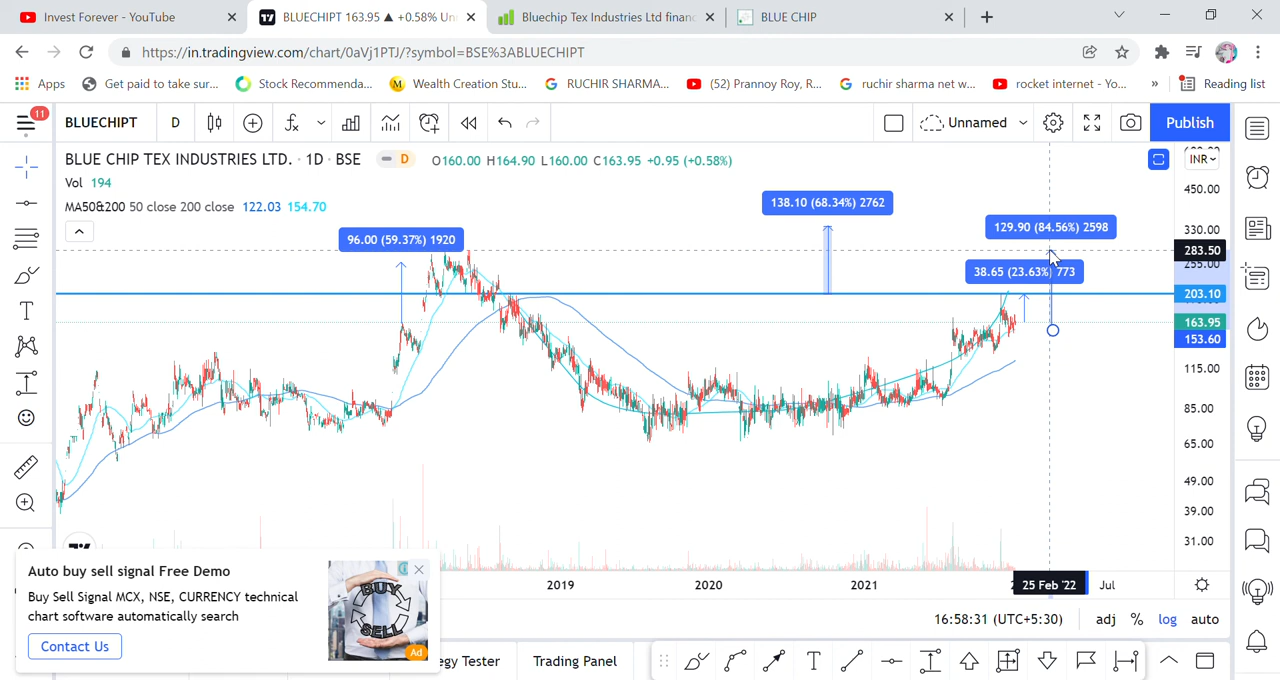 Invest Forever - YouTube
BLUECHIPT 163.95 ▲ +0.58% Un
Bluechip Tex Industries Ltd financ
BLUE CHIP
https://in.tradingview.com/chart/0aVj1PTJ/?symbol=BSE%3ABLUECHIPT
Apps
Get paid to take sur...
Stock Recommenda...
Wealth Creation Stu...
RUCHIR SHARMA...
(52) Prannoy Roy, R...
ruchir sharma net w...
rocket internet - Yo...
»
Reading list
11
BLUECHIPT
D
Unnamed
Publish
BLUE CHIP TEX INDUSTRIES LTD. · 1D · BSE
D
O160.00 H164.90 L160.00 C163.95 +0.95 (+0.58%)
INR
Vol 194
MA50&200 50 close 200 close 122.03 154.70
450.00
138.10 (68.34%) 2762
129.90 (84.56%) 2598
96.00 (59.37%) 1920
38.65 (23.63%) 773
330.00
283.50
255.00
203.10
163.95
153.60
115.00
85.00
65.00
49.00
39.00
31.00
2019
2020
2021
25 Feb '22
Jul
Auto buy sell signal Free Demo
Buy Sell Signal MCX, NSE, CURRENCY technical
chart software automatically search
Contact Us
BUY
SELL
Ad
16:58:31 (UTC+5:30)
adj
%
log
auto
egy Tester
Trading Panel